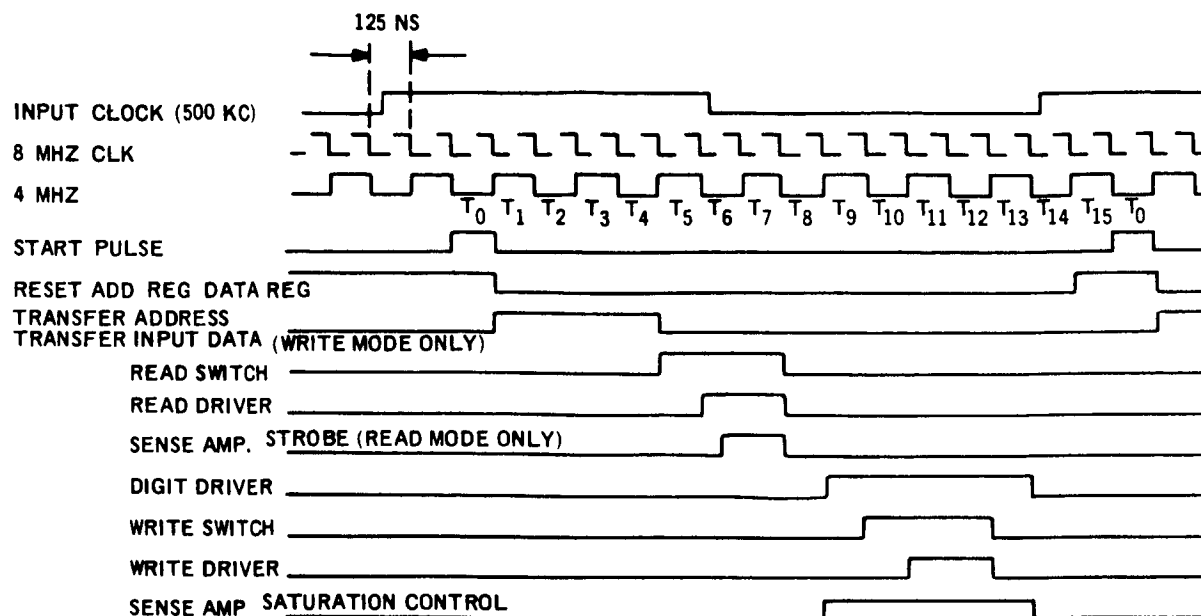 125 NS
INPUT CLOCK (500 KC)
8 MHZ CLK
4 MHZ
T0 T1 T2 T3 T4 T5 T6 T7 T8 T9 T10 T11 T12 T13 T14 T15 T0
START PULSE
RESET ADD REG DATA REG
TRANSFER ADDRESS
TRANSFER INPUT DATA (WRITE MODE ONLY)
READ SWITCH
READ DRIVER
SENSE AMP. STROBE (READ MODE ONLY)
DIGIT DRIVER
WRITE SWITCH
WRITE DRIVER
SENSE AMP SATURATION CONTROL